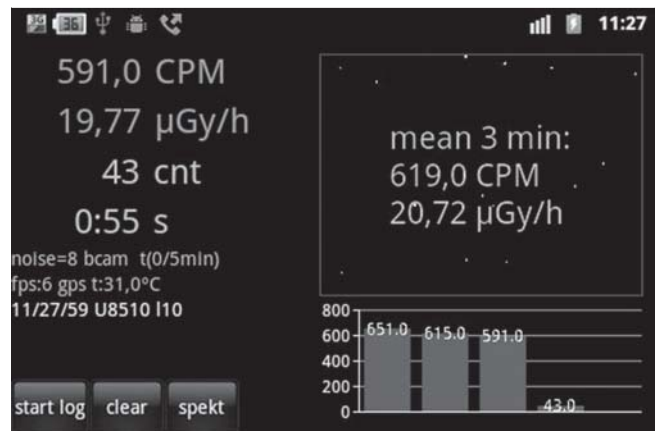 36
11:27
591,0 CPM
19,77 µGy/h
43 cnt
0:55 s
noise=8 bcam t(0/5min)
fps:6 gps t:31,0°C
11/27/59 U8510 l10
start log
clear
spekt
mean 3 min:
619,0 CPM
20,72 µGy/h
800
600
400
200
0
651.0
615.0
591.0
43.0